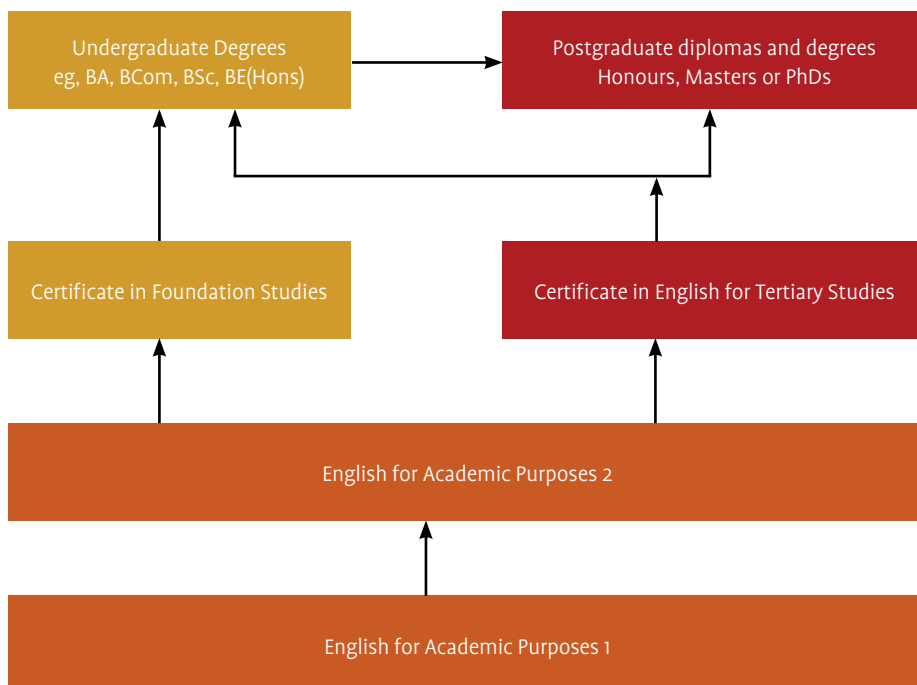 Undergraduate Degrees
eg, BA, BCom, BSc, BE(Hons)
Postgraduate diplomas and degrees
Honours, Masters or PhDs
Certificate in Foundation Studies
Certificate in English for Tertiary Studies
English for Academic Purposes 2
English for Academic Purposes 1